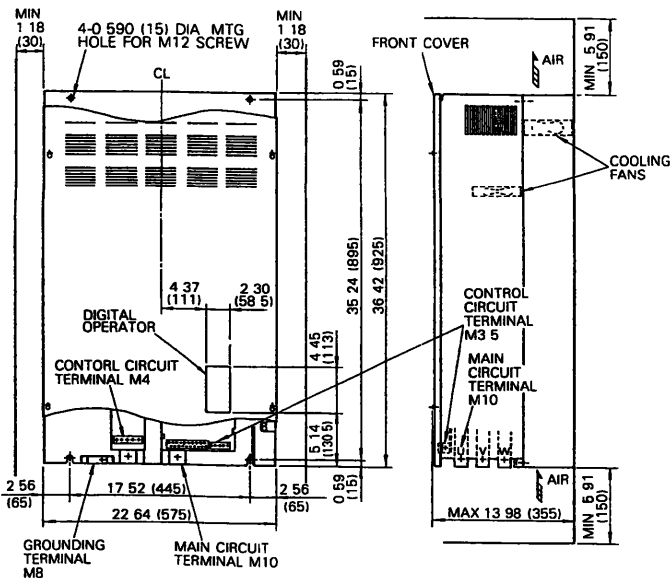 MIN
1 18
(30)
4-0 590 (15) DIA MTG
HOLE FOR M12 SCREW
MIN
1 18
(30)
CL
0 59
(15)
FRONT COVER
AIR
MIN 5 91
(150)
COOLING
FANS
35 24 (895)
36 42 (925)
4 37
(111)
2 30
(58 5)
DIGITAL
OPERATOR
4 45
(113)
CONTORL CIRCUIT
TERMINAL M4
CONTROL
CIRCUIT
TERMINAL
M3 5
MAIN
CIRCUIT
TERMINAL
M10
5 14
(130 5)
U V W
2 56
(65)
17 52 (445)
2 56
(65)
0 59
(15)
22 64 (575)
AIR
MAX 13 98 (355)
MIN 5 91
(150)
GROUNDING
TERMINAL
M8
MAIN CIRCUIT
TERMINAL M10